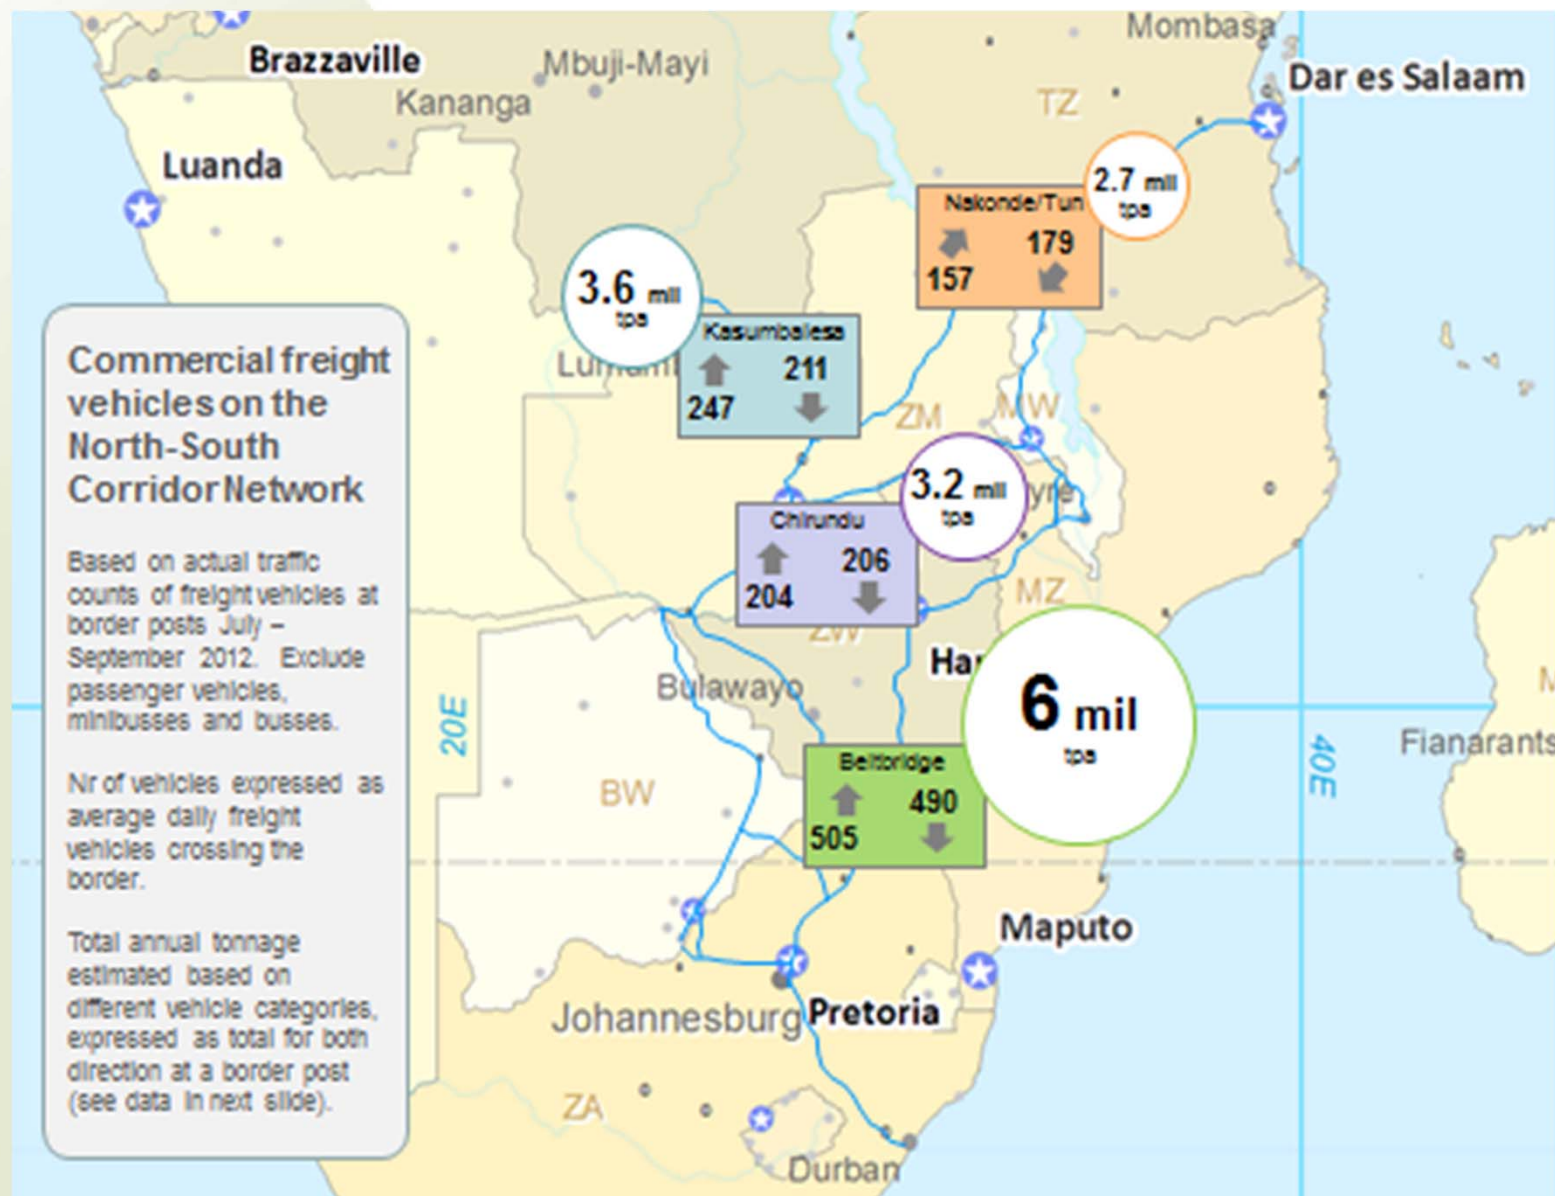 Mombasa
Brazzaville
Mbuji-Mayi
Dar es Salaam
Kananga
TZ
Luanda
2.7 mil
tpa
Nakonde/Tun
179
157
3.6 mil
tpa
Kasumbalesa
211
247
ZM
MW
3.2 mil
tpa
Chirundu
206
204
MZ
ZW
Bulawayo
6 mil
tpa
20E
40E
Fianarants
BW
Beitbridge
490
505
Maputo
Johannesburg
Pretoria
ZA
Durban
Commercial freight
vehicles on the
North-South
Corridor Network
Based on actual traffic
counts of freight vehicles at
border posts July –
September 2012. Exclude
passenger vehicles,
minibusses and busses.
Nr of vehicles expressed as
average daily freight
vehicles crossing the
border.
Total annual tonnage
estimated based on
different vehicle categories,
expressed as total for both
direction at a border post
(see data in next slide).